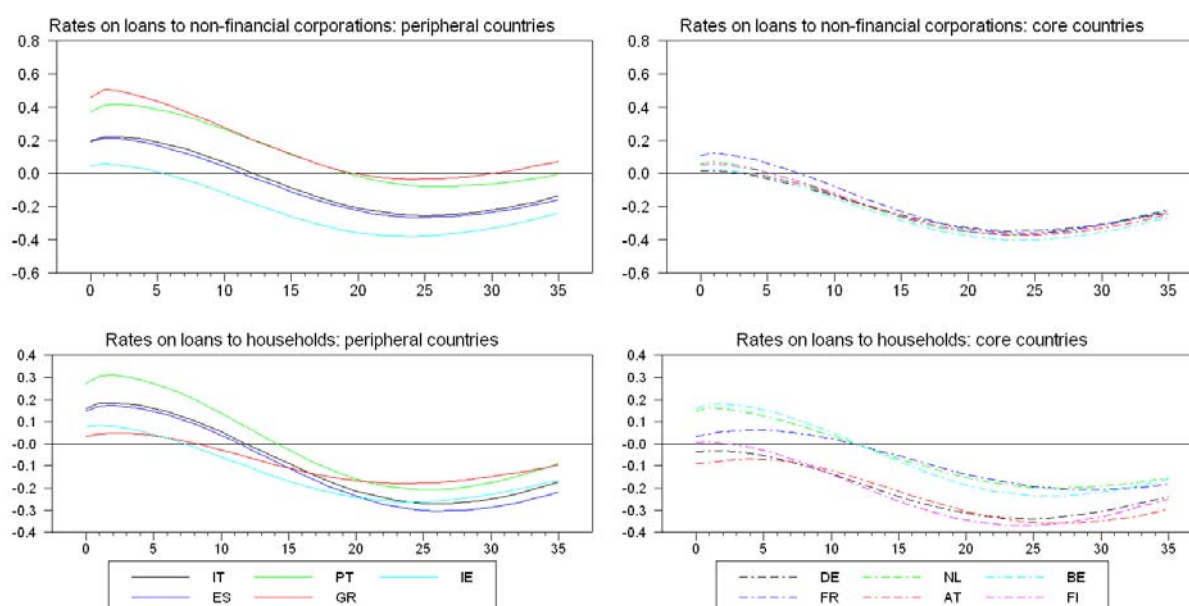 Rates on loans to non-financial corporations: peripheral countries
0.8
0.6
0.4
0.2
0.0
-0.2
-0.4
-0.6
0 5 10 15 20 25 30 35
Rates on loans to non-financial corporations: core countries
0.8
0.6
0.4
0.2
0.0
-0.2
-0.4
-0.6
0 5 10 15 20 25 30 35
Rates on loans to households: peripheral countries
0.4
0.3
0.2
0.1
-0.0
-0.1
-0.2
-0.3
-0.4
0 5 10 15 20 25 30 35
Rates on loans to households: core countries
0.4
0.3
0.2
0.1
-0.0
-0.1
-0.2
-0.3
-0.4
0 5 10 15 20 25 30 35
IT PT IE
ES GR
DE NL BE
FR AT FI